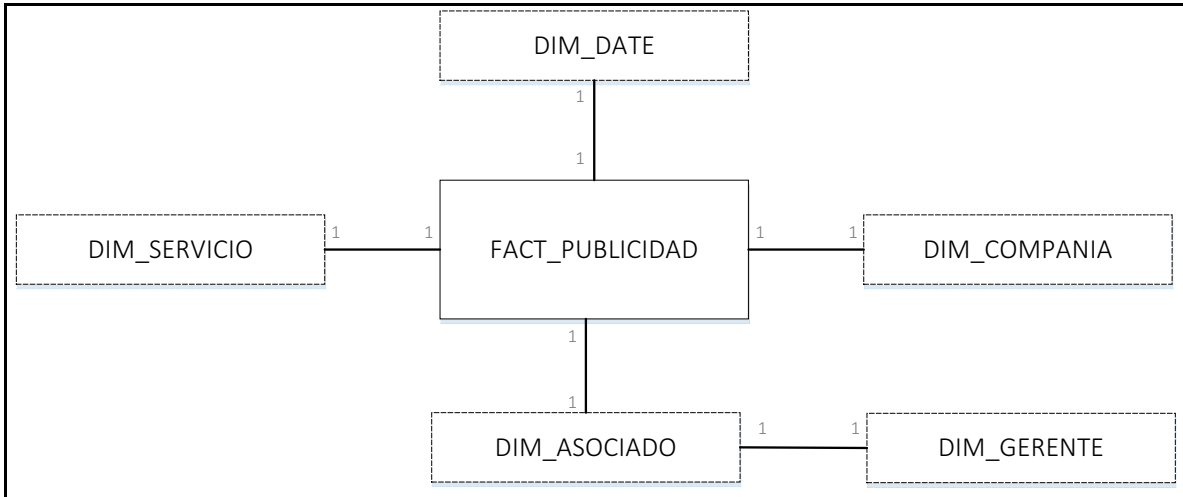 DIM_DATE
1
1
DIM_SERVICIO
1
1
FACT_PUBLICIDAD
1
1
DIM_COMPANIA
1
1
DIM_ASOCIADO
1
1
DIM_GERENTE